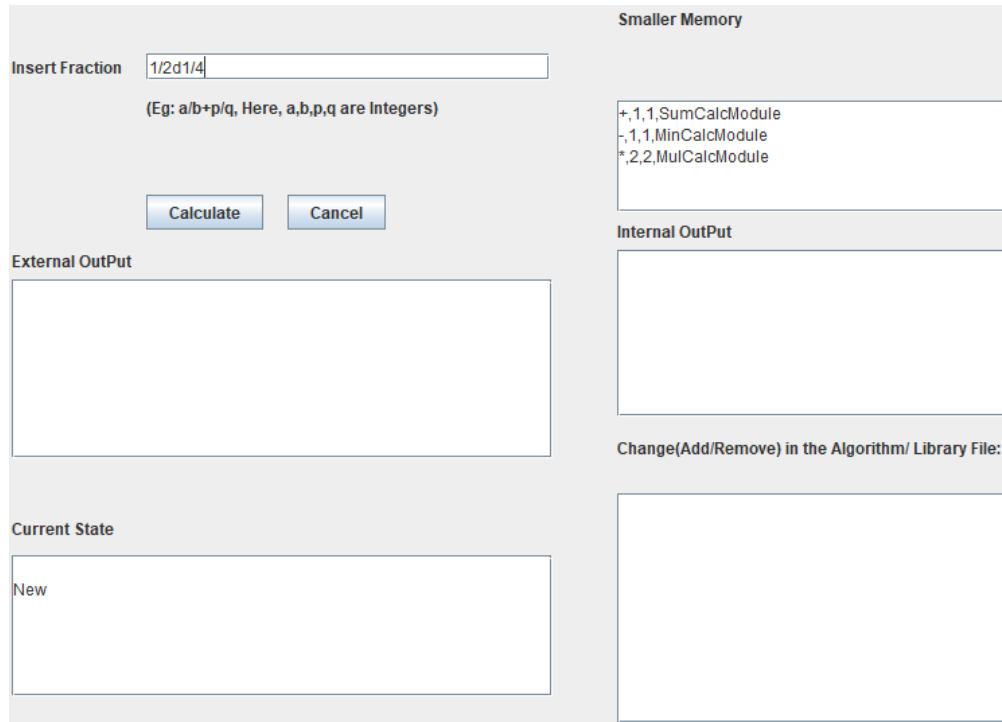 Smaller Memory
Insert Fraction 1/2d1/4
(Eg: a/b+p/q, Here, a,b,p,q are Integers)
+,1,1,SumCalcModule
-,1,1,MinCalcModule
*,2,2,MulCalcModule
Calculate Cancel
Internal OutPut
External OutPut
Change(Add/Remove) in the Algorithm/ Library File:
Current State
New